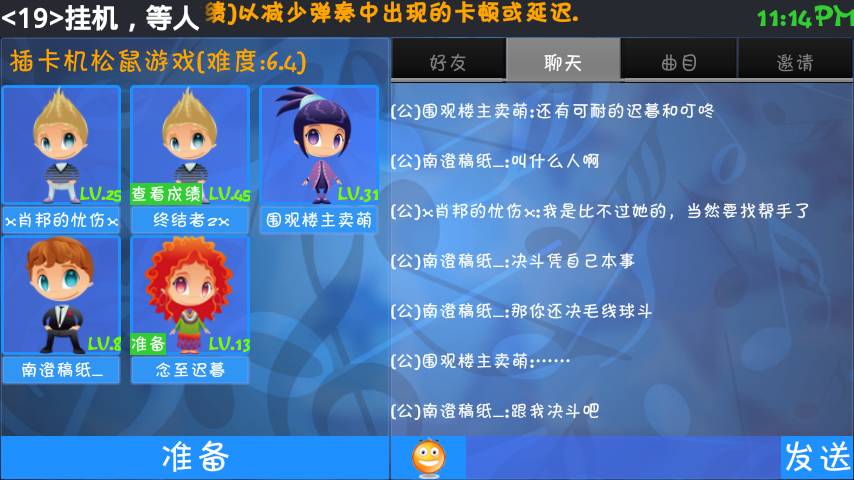 <19>挂机，等人
绩)以减少弹奏中出现的卡顿或延迟.
11:14PM
插卡机松鼠游戏(难度:6.4)
好友
聊天
曲目
邀请
LV.25
查看成绩
LV.45
LV.31
x肖邦的忧伤x
终结者zx
围观楼主卖萌
LV.8
准备
LV.13
南澄稿纸_
念至迟暮
准备
(公)围观楼主卖萌:还有可耐的迟暮和叮咚
(公)南澄稿纸_:叫什么人啊
(公)x肖邦的忧伤x:我是比不过她的，当然要找帮手了
(公)南澄稿纸_:决斗凭自己本事
(公)南澄稿纸_:那你还决毛线球斗
(公)围观楼主卖萌:……
(公)南澄稿纸_:跟我决斗吧
发送